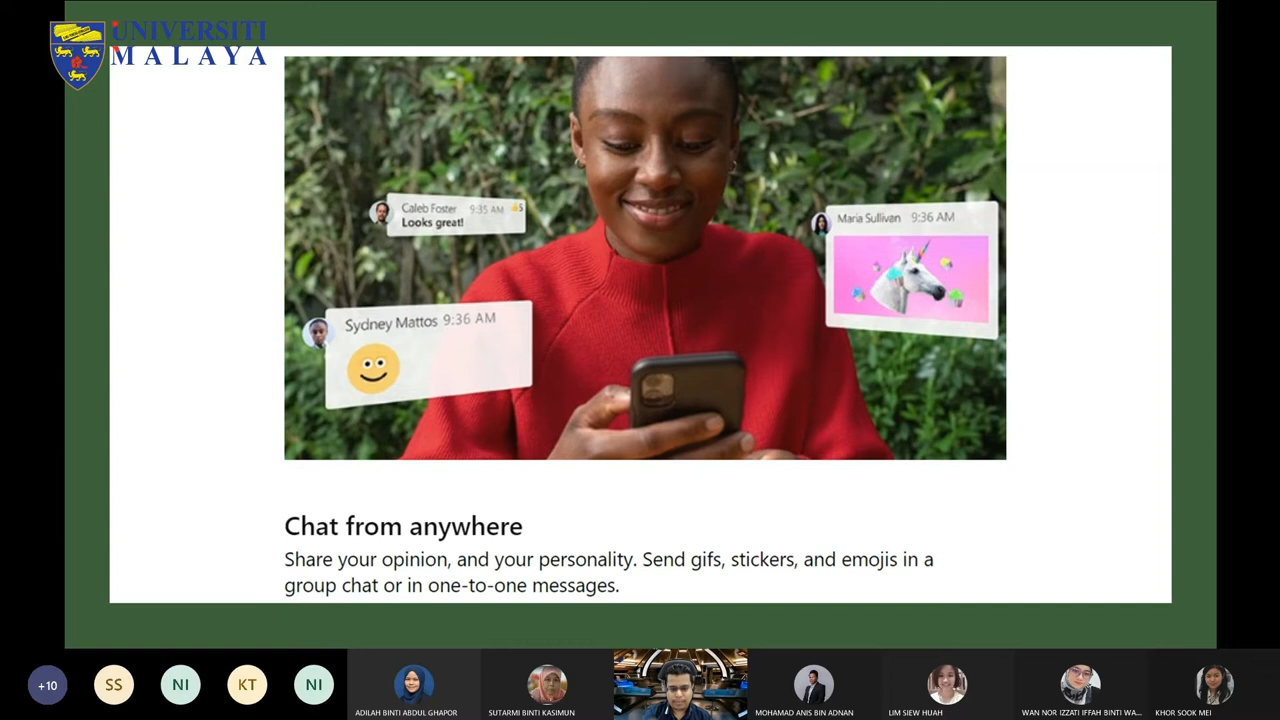 UNIVERSITI
MALAYA
Caleb Foster 9:35 AM 👍5
Looks great!
Maria Sullivan 9:36 AM
Sydney Mattos 9:36 AM
Chat from anywhere
Share your opinion, and your personality. Send gifs, stickers, and emojis in a
group chat or in one-to-one messages.
+10
SS
NI
KT
NI
ADILAH BINTI ABDUL GHAPOR
SUTARMI BINTI KASIMUN
MOHAMAD ANIS BIN ADNAN
LIM SIEW HUAH
WAN NOR IZZATI IFFAH BINTI WA...
KHOR SOOK MEI